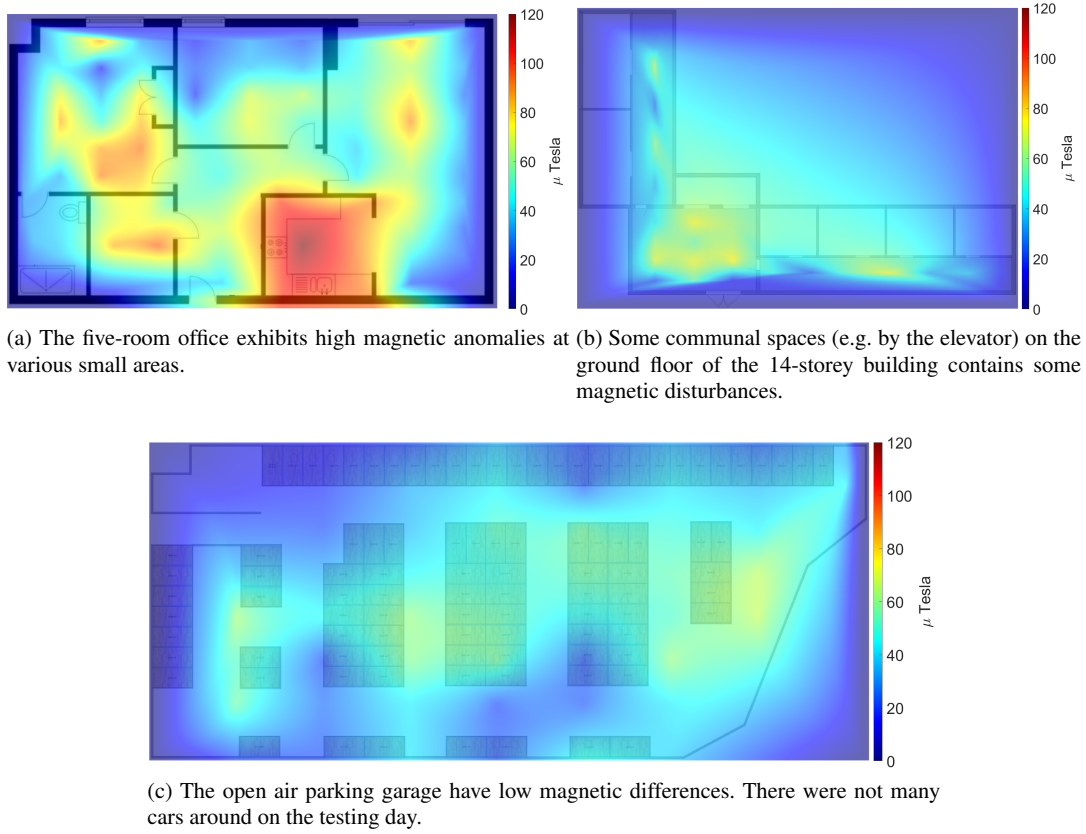 120
100
80
60
40
20
0
μ Tesla
120
100
80
60
40
20
0
μ Tesla
(a) The five-room office exhibits high magnetic anomalies at
various small areas.
(b) Some communal spaces (e.g. by the elevator) on the
ground floor of the 14-storey building contains some
magnetic disturbances.
120
100
80
60
40
20
0
μ Tesla
(c) The open air parking garage have low magnetic differences. There were not many
cars around on the testing day.